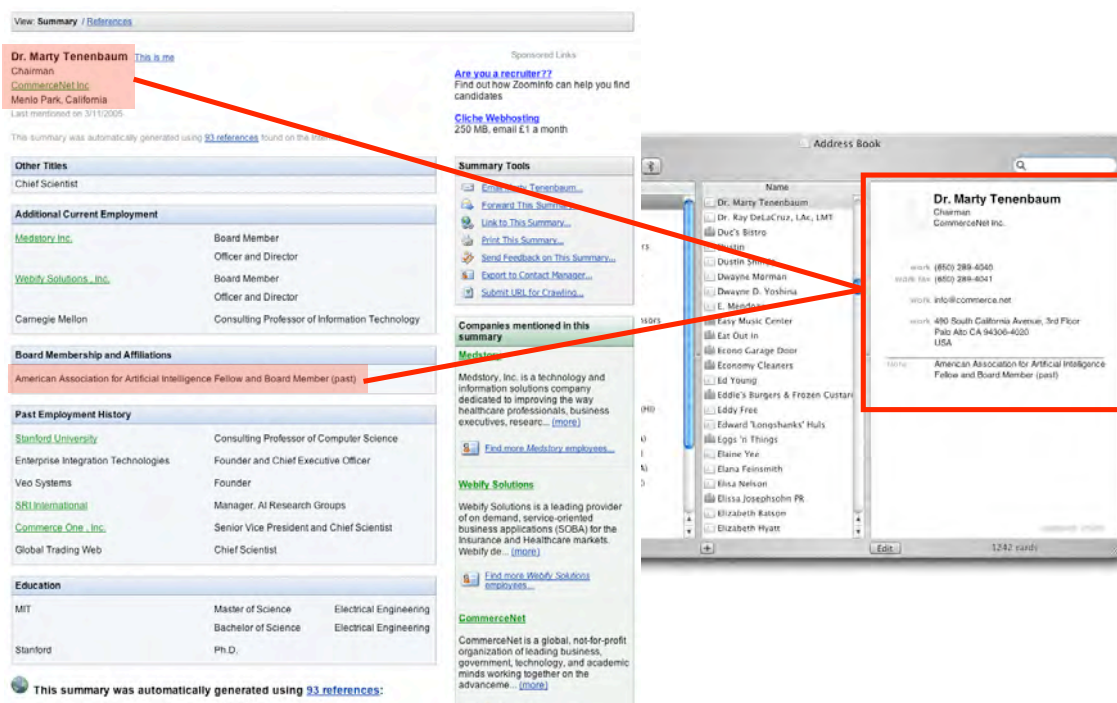 View: Summary / References
Dr. Marty Tenenbaum This is me
Chairman
CommerceNet Inc
Menlo Park, California
Last mentioned on 3/11/2005
This summary was automatically generated using 93 references found on the
Other Titles
Chief Scientist
Additional Current Employment
Medstory Inc. Board Member
Officer and Director
Webify Solutions , Inc. Board Member
Officer and Director
Carnegie Mellon Consulting Professor of Information Technology
Board Membership and Affiliations
American Association for Artificial Intelligence Fellow and Board Member (past)
Past Employment History
Stanford University Consulting Professor of Computer Science
Enterprise Integration Technologies Founder and Chief Executive Officer
Veo Systems Founder
SRI International Manager, AI Research Groups
Commerce One , Inc. Senior Vice President and Chief Scientist
Global Trading Web Chief Scientist
Education
MIT Master of Science Electrical Engineering
Bachelor of Science Electrical Engineering
Stanford Ph.D.
This summary was automatically generated using 93 references:
Sponsored Links
Are you a recruiter??
Find out how ZoomInfo can help you find
candidates
Cliche Webhosting
250 MB, email £1 a month
Summary Tools
Email Marty Tenenbaum...
Forward This Summary...
Link to This Summary...
Print This Summary...
Send Feedback on This Summary...
Export to Contact Manager...
Submit URL for Crawling...
Companies mentioned in this
summary
Medstory
Medstory, Inc. is a technology and
information solutions company
dedicated to improving the way
healthcare professionals, business
executives, researc... (more)
Find more Medstory employees...
Webify Solutions
Webify Solutions is a leading provider
of on demand, service-oriented
business applications (SOBA) for the
Insurance and Healthcare markets.
Webify de... (more)
Find more Webify Solutions
employees...
CommerceNet
CommerceNet is a global, not-for-profit
organization of leading business,
government, technology, and academic
minds working together on the
advanceme... (more)
Address Book
Name
Dr. Marty Tenenbaum
Dr. Ray DeLaCruz, LAc, LMT
Duc's Bistro
Dustin
Dustin
Dwayne Morman
Dwayne D. Yoshina
E.
Easy Music Center
Eat Out In
Econo Garage Door
Economy Cleaners
Ed Young
Eddie's Burgers & Frozen Custar
Eddy Free
Edward 'Longshanks' Huls
Eggs 'n Things
Elaine Yee
Elana Feinsmith
Elisa Nelson
Elissa Josephsohn PR
Elizabeth Batson
Elizabeth Hyatt
Dr. Marty Tenenbaum
Chairman
CommerceNet Inc.
work (650) 289-4040
work fax (650) 289-4041
work info@commerce.net
work 490 South California Avenue, 3rd Floor
Palo Alto CA 94306-4020
USA
Note American Association for Artificial Intelligence
Fellow and Board Member (past)
Edit
1242 cards